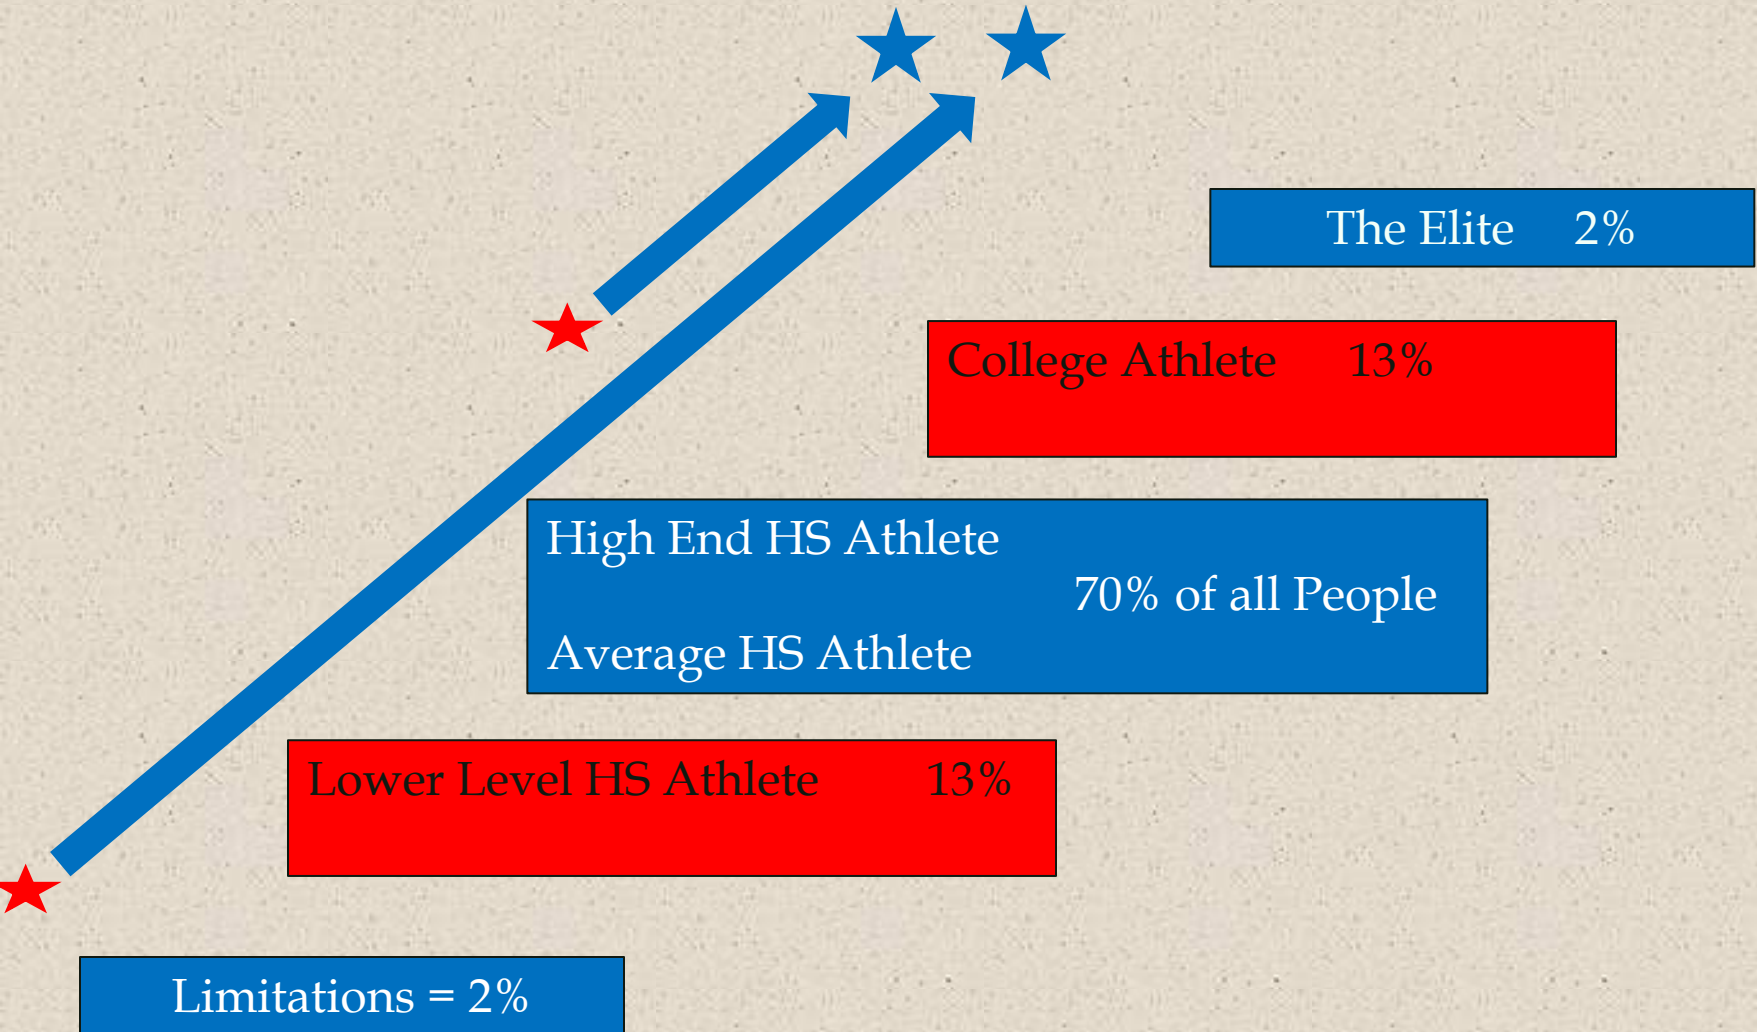 The Elite 2%
College Athlete 13%
High End HS Athlete
70% of all People
Average HS Athlete
Lower Level HS Athlete 13%
Limitations = 2%